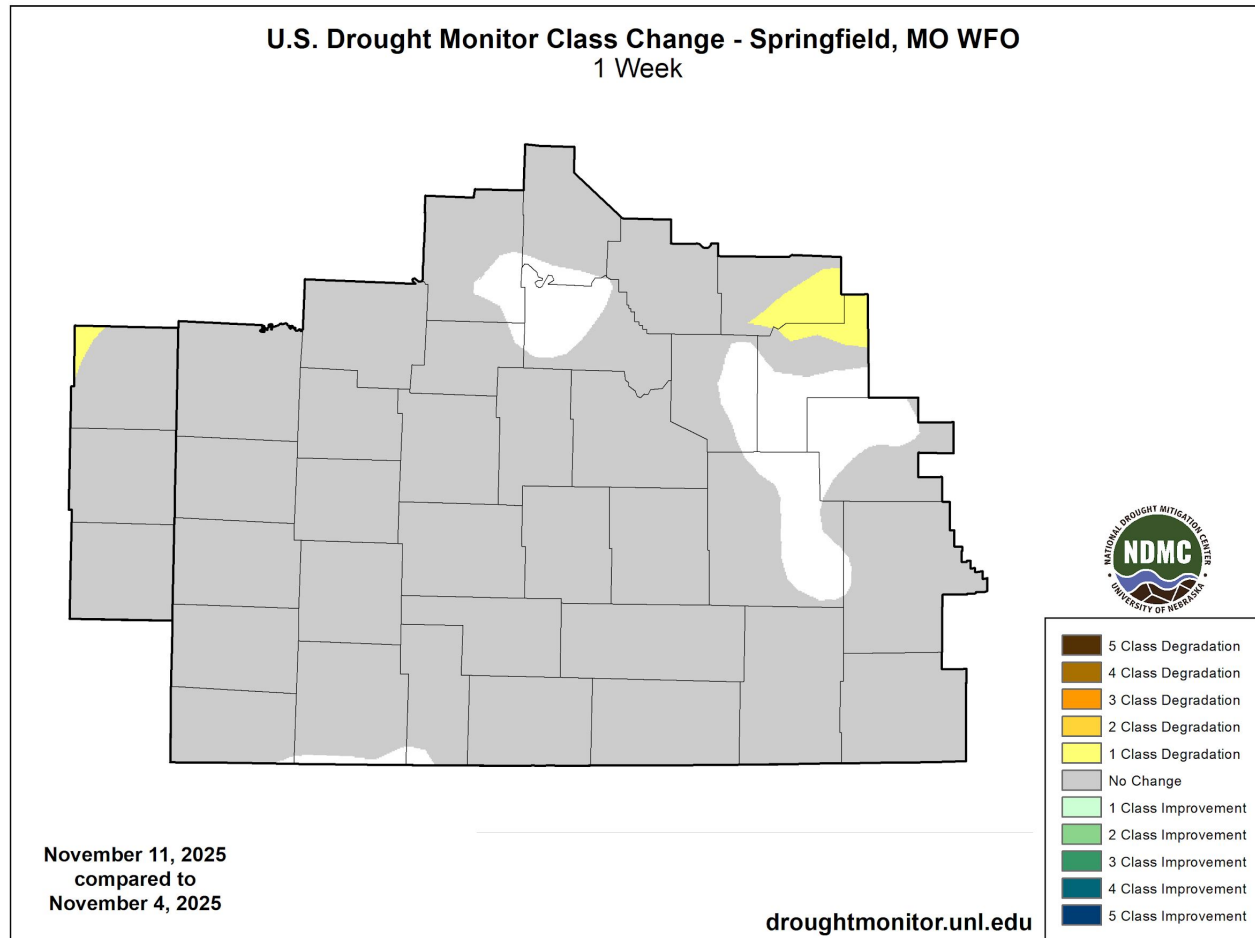 U.S. Drought Monitor Class Change - Springfield, MO WFO
1 Week
NATIONAL DROUGHT MITIGATION CENTER
NDMC
UNIVERSITY OF NEBRASKA
5 Class Degradation
4 Class Degradation
3 Class Degradation
2 Class Degradation
1 Class Degradation
No Change
1 Class Improvement
2 Class Improvement
3 Class Improvement
4 Class Improvement
5 Class Improvement
November 11, 2025
compared to
November 4, 2025
droughtmonitor.unl.edu